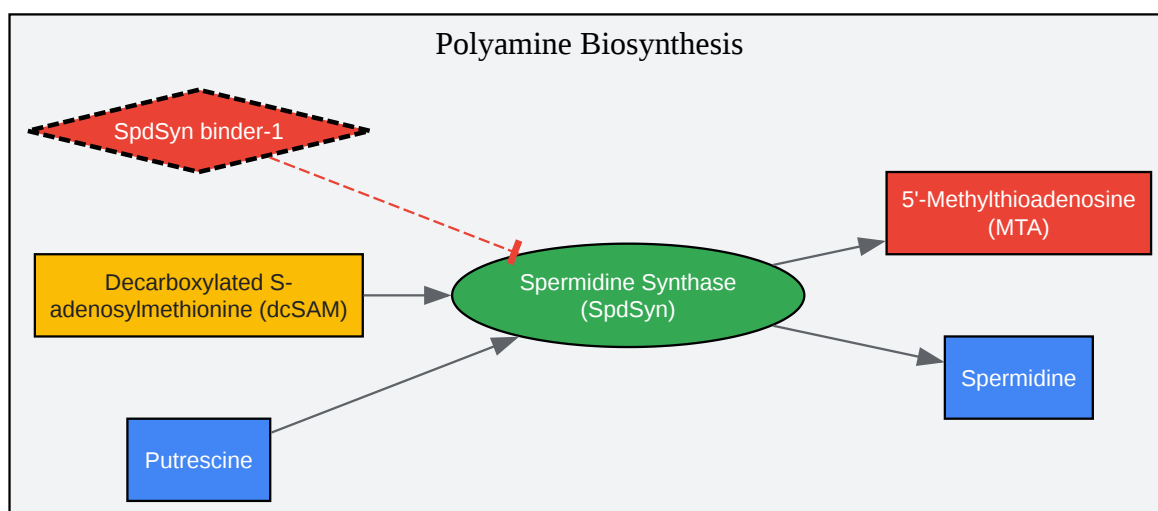 Polyamine Biosynthesis
SpdSyn binder-1
Decarboxylated S-
adenosylmethionine (dcSAM)
Putrescine
Spermidine Synthase
(SpdSyn)
5'-Methylthioadenosine
(MTA)
Spermidine